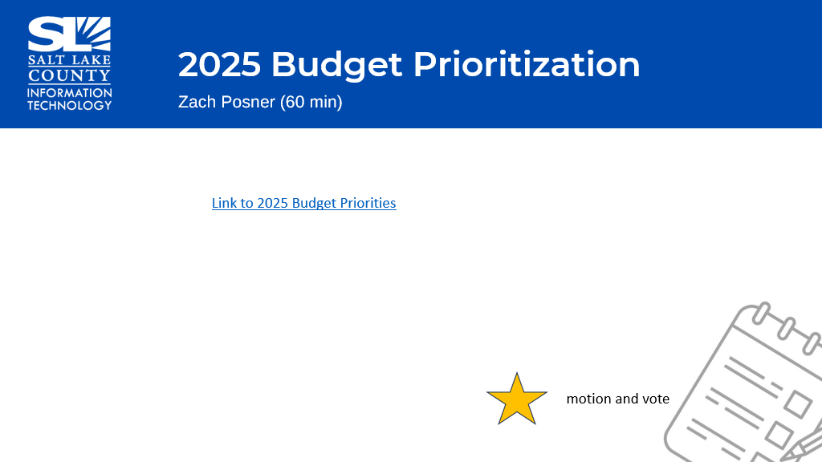 SL
SALT LAKE
COUNTY
INFORMATION
TECHNOLOGY
2025 Budget Prioritization
Zach Posner (60 min)
Link to 2025 Budget Priorities
motion and vote